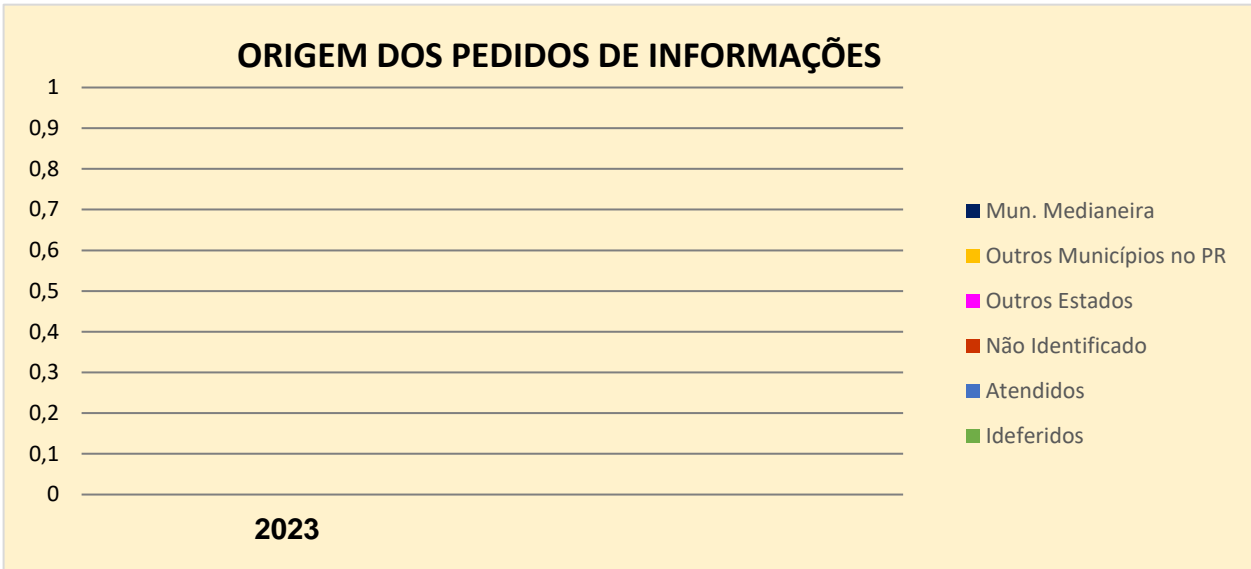 ORIGEM DOS PEDIDOS DE INFORMAÇÕES
1
0,9
0,8
0,7
0,6
0,5
0,4
0,3
0,2
0,1
0
2023
Mun. Medianeira
Outros Municípios no PR
Outros Estados
Não Identificado
Atendidos
Ideferidos